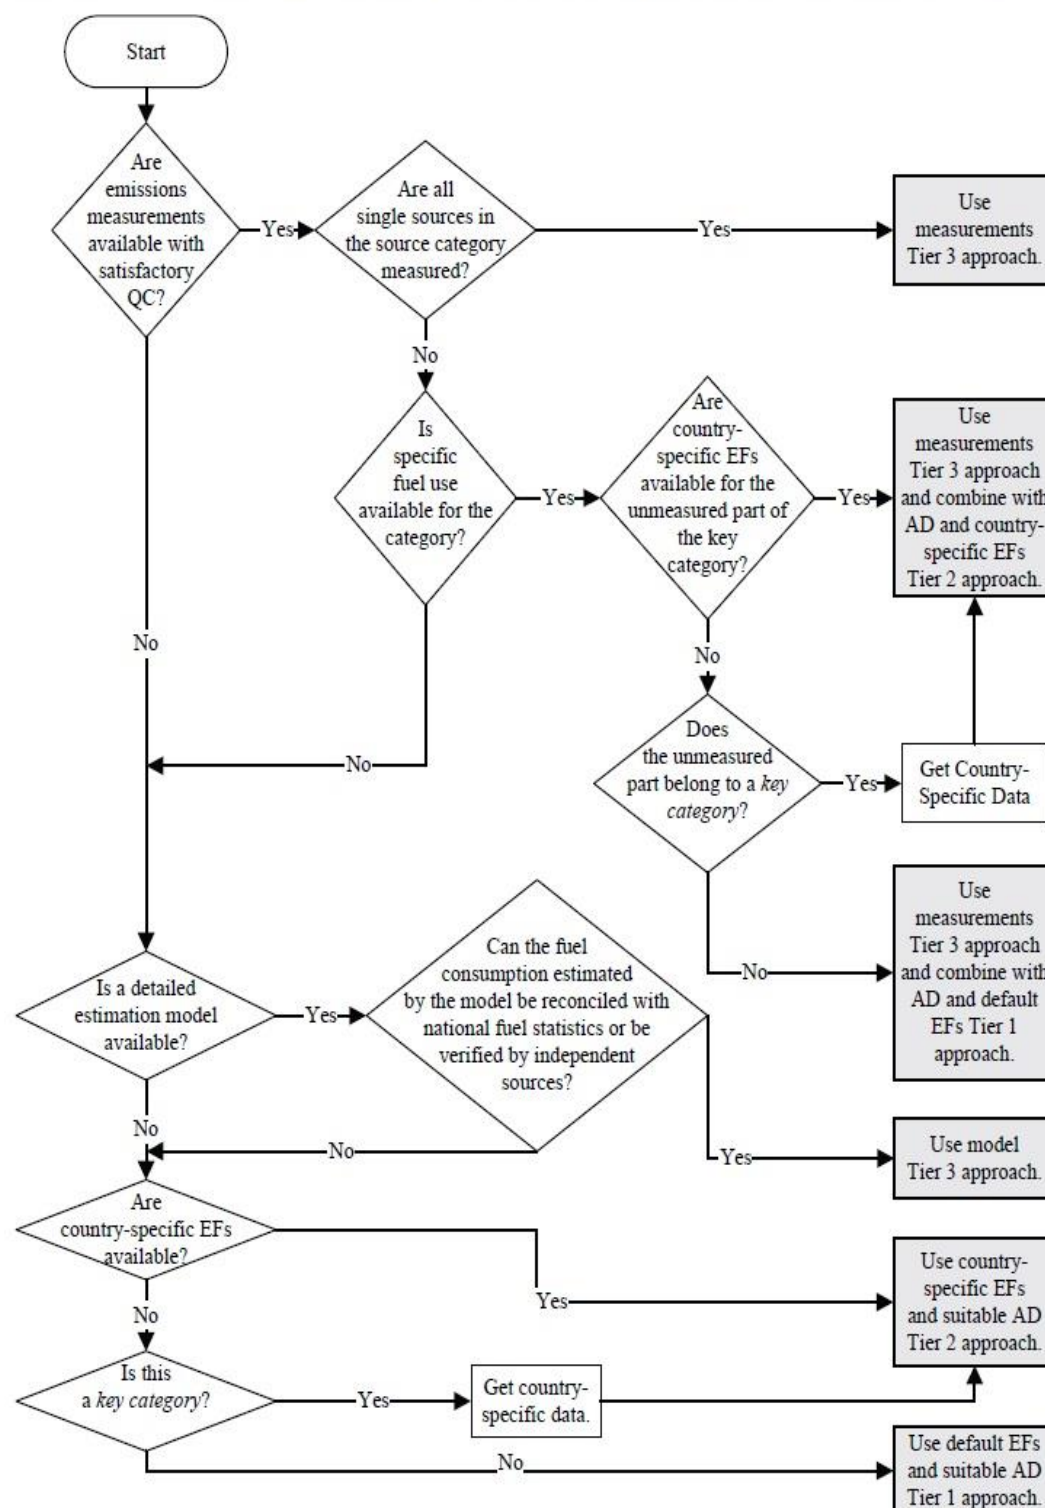 Start
Are
emissions
measurements
available with
satisfactory
QC?
Yes
Are all
single sources in
the source category
measured?
Yes
Use
measurements
Tier 3 approach.
No
No
Is
specific
fuel use
available for the
category?
Yes
Are
country-
specific EFs
available for the
unmeasured part of
the key
category?
Yes
Use
measurements
Tier 3 approach
and combine with
AD and country-
specific EFs
Tier 2 approach.
No
No
Does
the unmeasured
part belong to a key
category?
Yes
Get Country-
Specific Data
No
Use
measurements
Tier 3 approach
and combine with
AD and default
EFs Tier 1
approach.
Is a detailed
estimation model
available?
Yes
Can the fuel
consumption estimated
by the model be reconciled with
national fuel statistics or be
verified by independent
sources?
No
No
Yes
Use model
Tier 3 approach.
Are
country-specific EFs
available?
Yes
Use country-
specific EFs
and suitable AD
Tier 2 approach.
No
Is this
a key category?
Yes
Get country-
specific data.
No
Use default EFs
and suitable AD
Tier 1 approach.